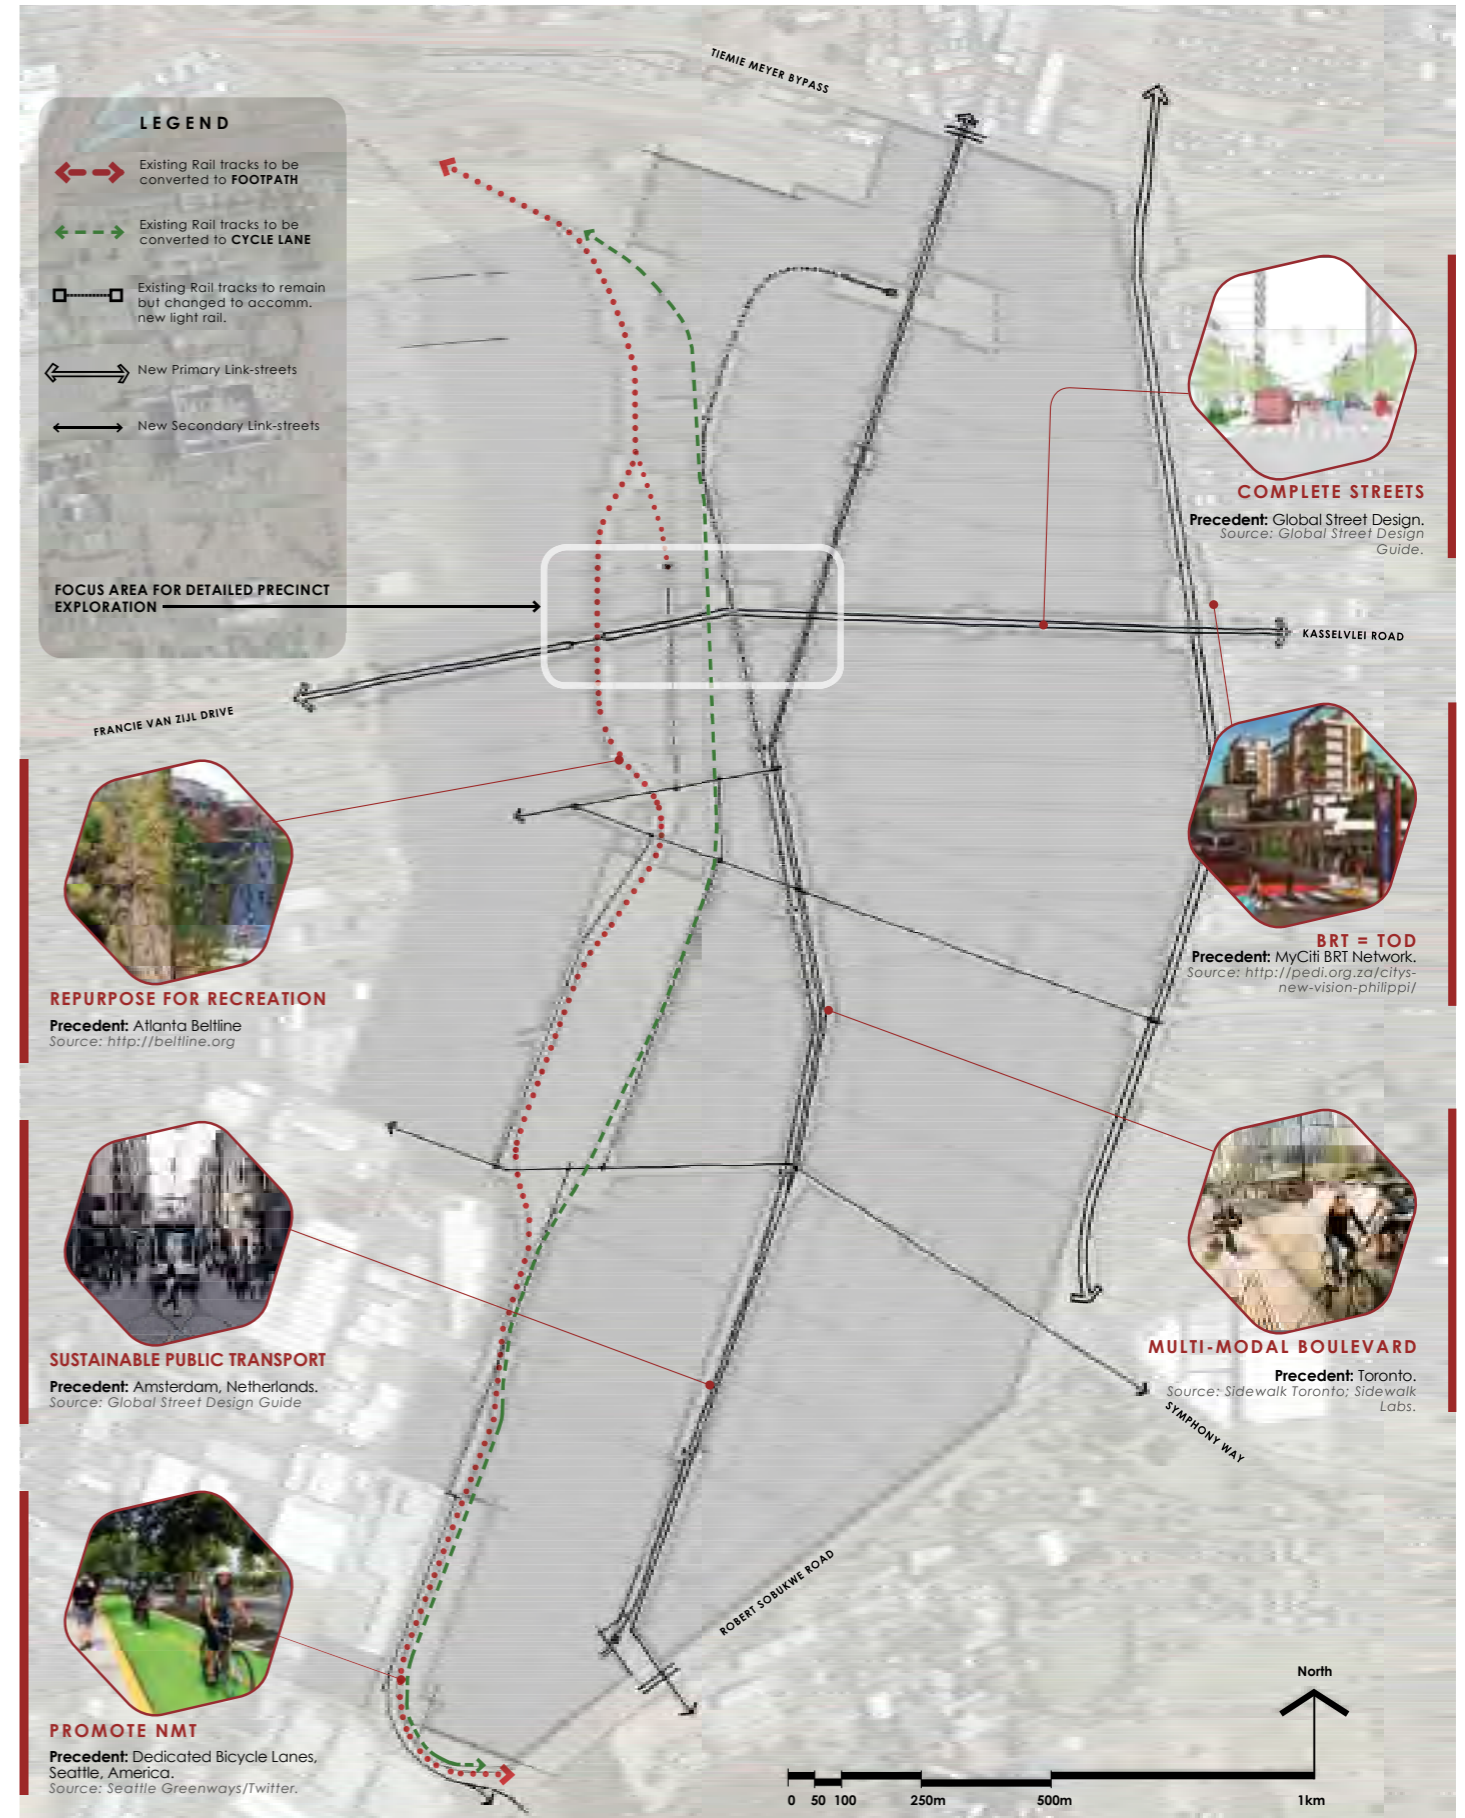 TIEMIE MEYER BYPASS
LEGEND
Existing Rail tracks to be
converted to FOOTPATH
Existing Rail tracks to be
converted to CYCLE LANE
Existing Rail tracks to remain
but changed to accomm.
new light rail.
New Primary Link-streets
New Secondary Link-streets
FOCUS AREA FOR DETAILED PRECINCT
EXPLORATION
COMPLETE STREETS
Precedent: Global Street Design.
Source: Global Street Design
Guide.
KASSELVLEI ROAD
FRANCIE VAN ZIJL DRIVE
BRT = TOD
Precedent: MyCiti BRT Network.
Source: http://pedi.org.za/citys-
new-vision-philippi/
REPURPOSE FOR RECREATION
Precedent: Atlanta Beltline
Source: http://beltline.org
SUSTAINABLE PUBLIC TRANSPORT
Precedent: Amsterdam, Netherlands.
Source: Global Street Design Guide
MULTI-MODAL BOULEVARD
Precedent: Toronto.
Source: Sidewalk Toronto; Sidewalk
Labs.
SYMPHONY WAY
ROBERT SOBUKWE ROAD
PROMOTE NMT
Precedent: Dedicated Bicycle Lanes,
Seattle, America.
Source: Seattle Greenways/Twitter.
North
0 50 100 250m 500m 1km